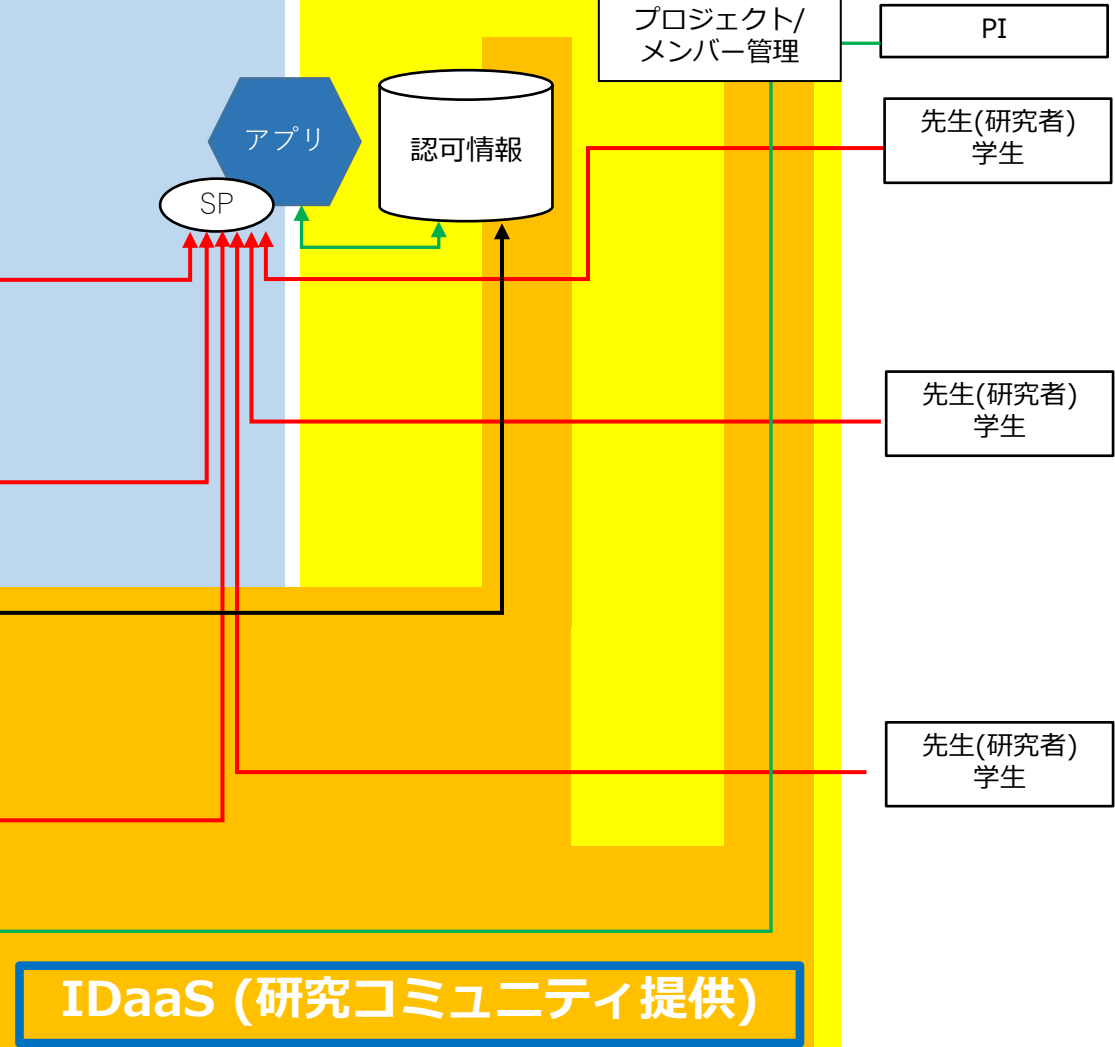 プロジェクト/
メンバー管理
PI
アプリ
認可情報
先生(研究者)
学生
SP
先生(研究者)
学生
先生(研究者)
学生
IDaaS (研究コミュニティ提供)